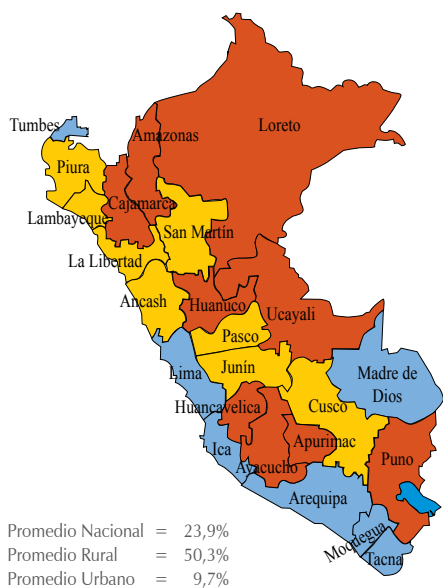 Tumbes
Amazonas
Loreto
Piura
Cajamarca
Lambayeque
San Martín
La Libertad
Ancash
Huanuco
Ucayali
Pasco
Lima
Junín
Madre de
Dios
Huancavelica
Cusco
Ica
Apurimac
Puno
Ayacucho
Arequipa
Moquegua
Tacna
Promedio Nacional = 23,9%
Promedio Rural = 50,3%
Promedio Urbano = 9,7%